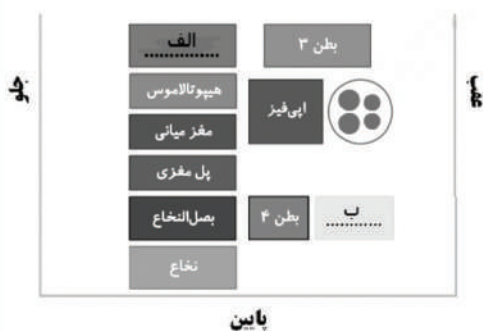 الف
..............
بطن ۳
جلو
عقب
هیپوتالاموس
اپی‌فیز
مغز میانی
پل مغزی
بصل‌النخاع
بطن ۴
ب
...........
نخاع
پایین